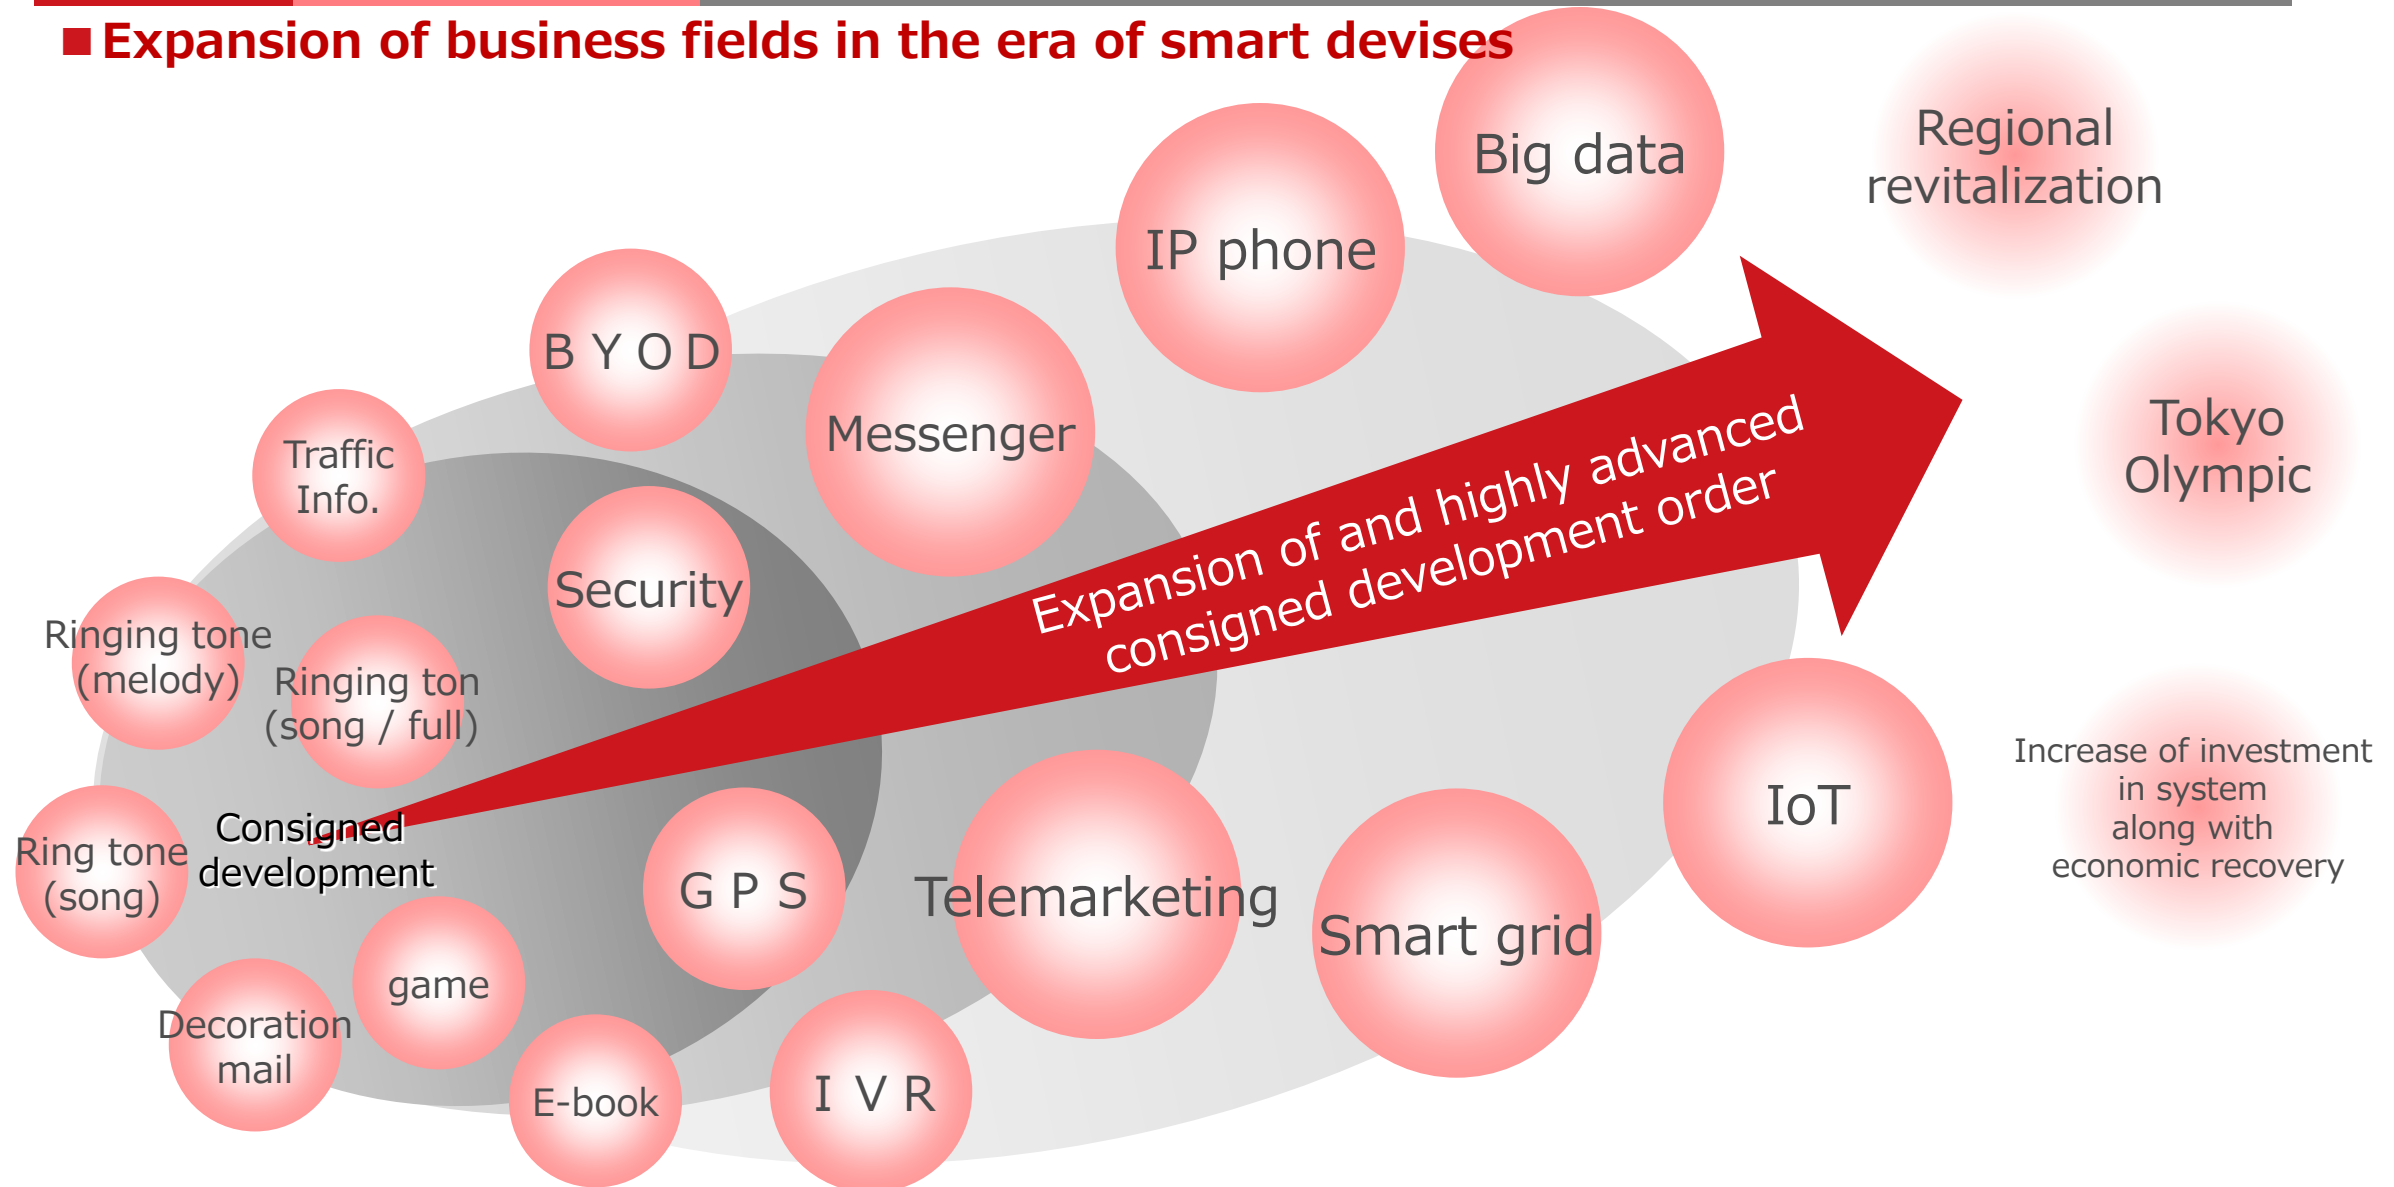 Expansion of business fields in the era of smart devises
Big data
Regional
revitalization
IP phone
B Y O D
Messenger
Tokyo
Olympic
Traffic
Info.
Security
Expansion of and highly advanced
consigned development order
Ringing tone
(melody)
Ringing ton
(song / full)
Increase of investment
in system
along with
economic recovery
IoT
Consigned
development
Ring tone
(song)
G P S
Telemarketing
Smart grid
game
Decoration
mail
E-book
I V R